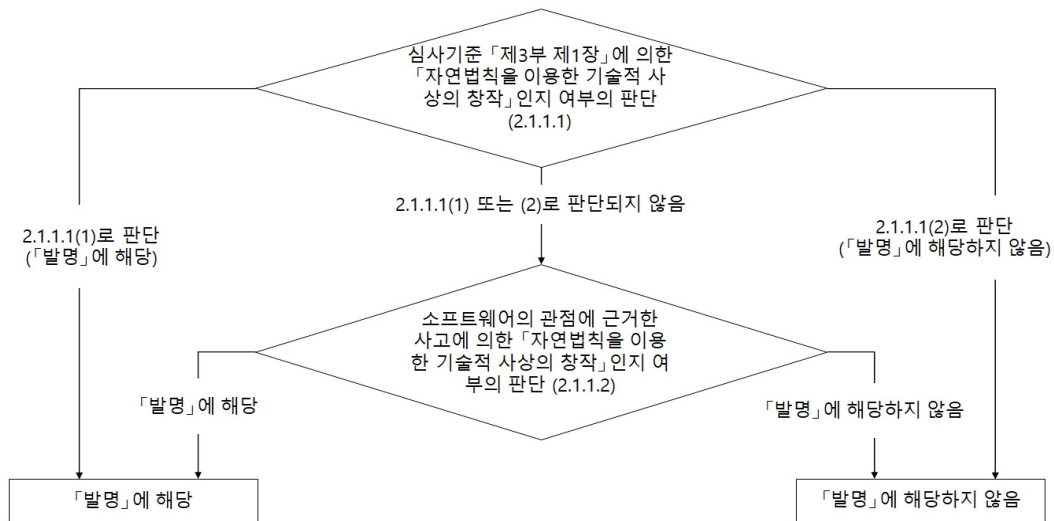 심사기준 「제3부 제1장」에 의한
「자연법칙을 이용한 기술적 사
상의 창작」인지 여부의 판단
(2.1.1.1)
2.1.1.1(1) 또는 (2)로 판단되지 않음
2.1.1.1(1)로 판단
(「발명」에 해당)
2.1.1.1(2)로 판단
(「발명」에 해당하지 않음)
소프트웨어의 관점에 근거한
사고에 의한 「자연법칙을 이용
한 기술적 사상의 창작」인지 여
부의 판단 (2.1.1.2)
「발명」에 해당
「발명」에 해당하지 않음
「발명」에 해당
「발명」에 해당하지 않음